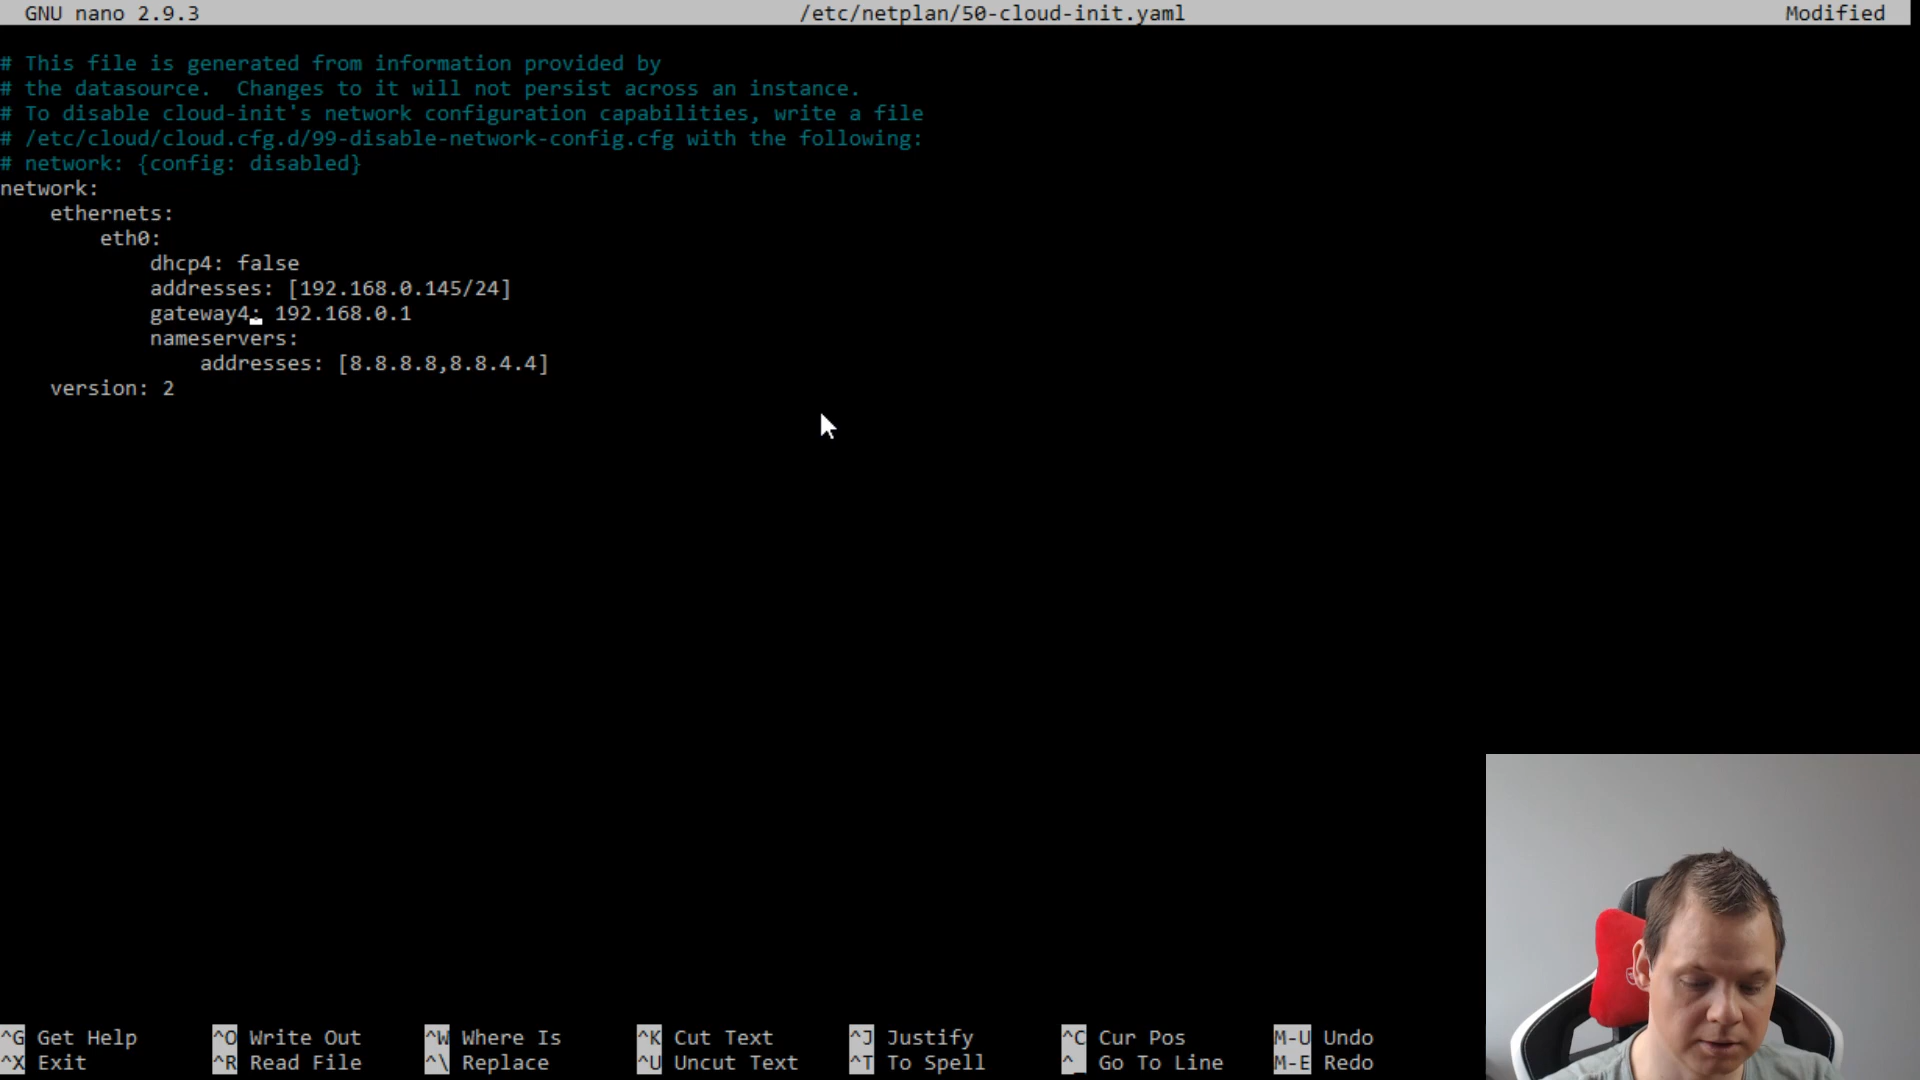 GNU nano 2.9.3 /etc/netplan/50-cloud-init.yaml Modified
# This file is generated from information provided by
# the datasource.  Changes to it will not persist across an instance.
# To disable cloud-init's network configuration capabilities, write a file
# /etc/cloud/cloud.cfg.d/99-disable-network-config.cfg with the following:
# network: {config: disabled}
network:
    ethernets:
        eth0:
            dhcp4: false
            addresses: [192.168.0.145/24]
            gateway4: 192.168.0.1
            nameservers:
                addresses: [8.8.8.8,8.8.4.4]
    version: 2
^G Get Help ^O Write Out ^W Where Is ^K Cut Text ^J Justify ^C Cur Pos M-U Undo
^X Exit ^R Read File ^\ Replace ^U Uncut Text ^T To Spell ^_ Go To Line M-E Redo